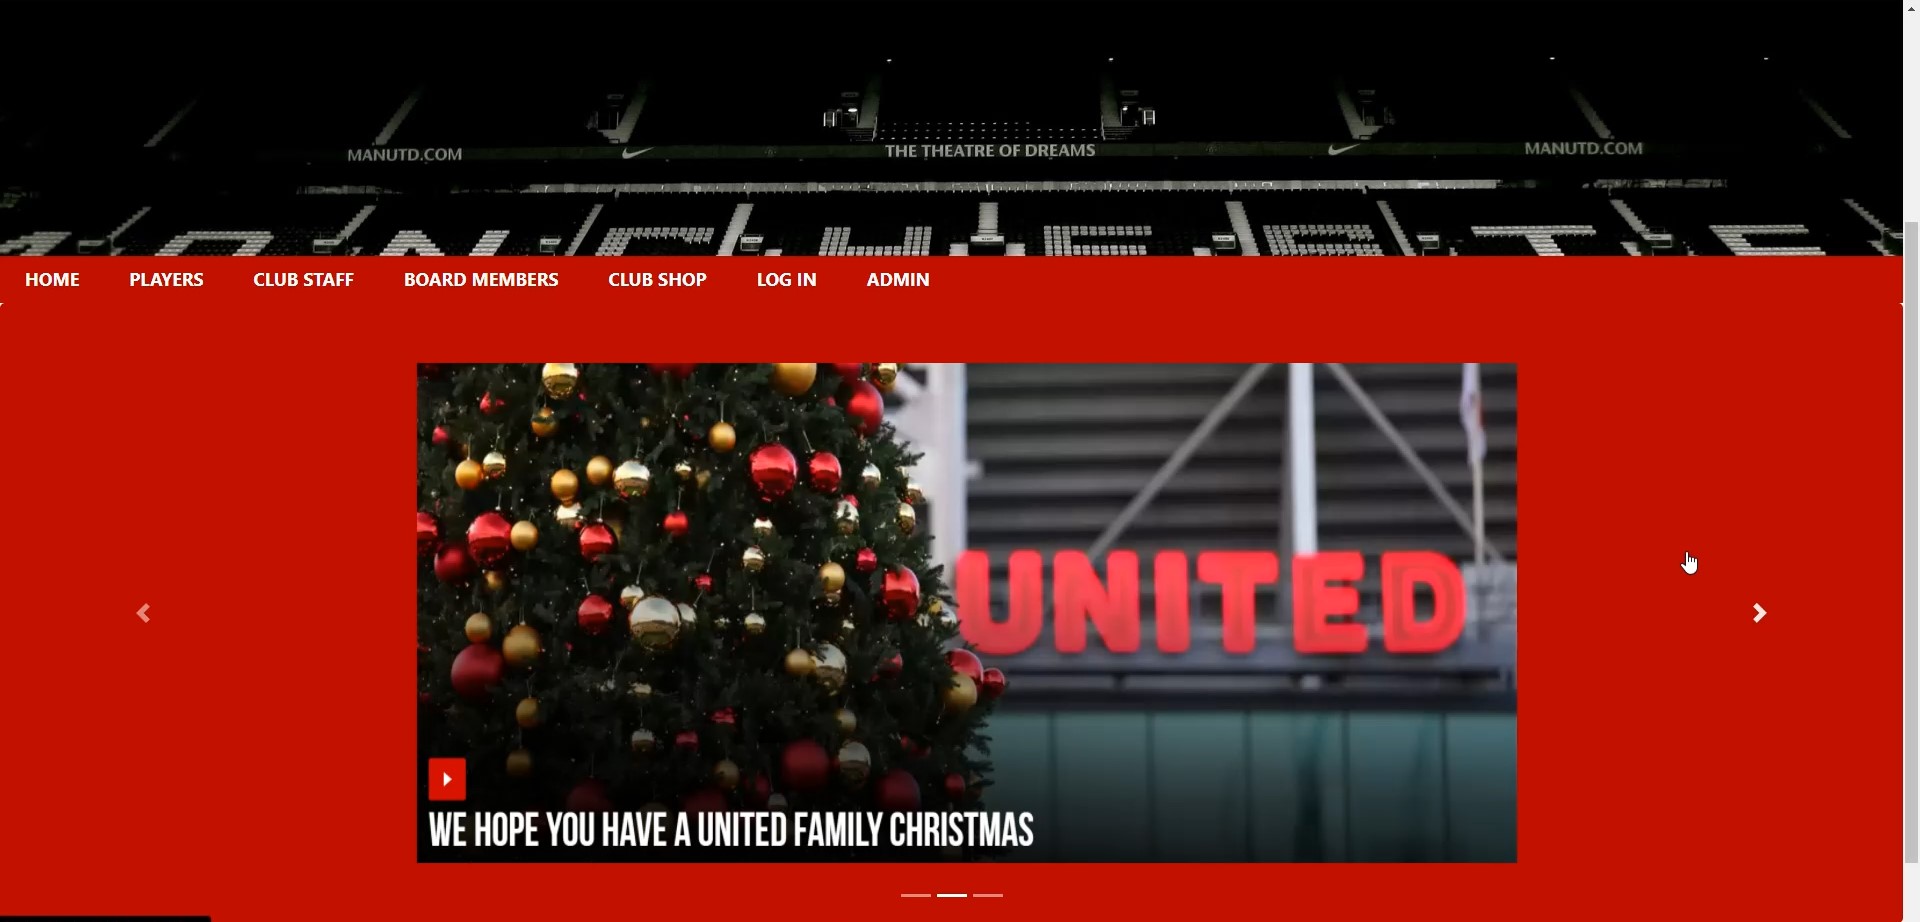 MANUTD.COM THE THEATRE OF DREAMS MANUTD.COM
HOME PLAYERS CLUB STAFF BOARD MEMBERS CLUB SHOP LOG IN ADMIN
UNITED
WE HOPE YOU HAVE A UNITED FAMILY CHRISTMAS